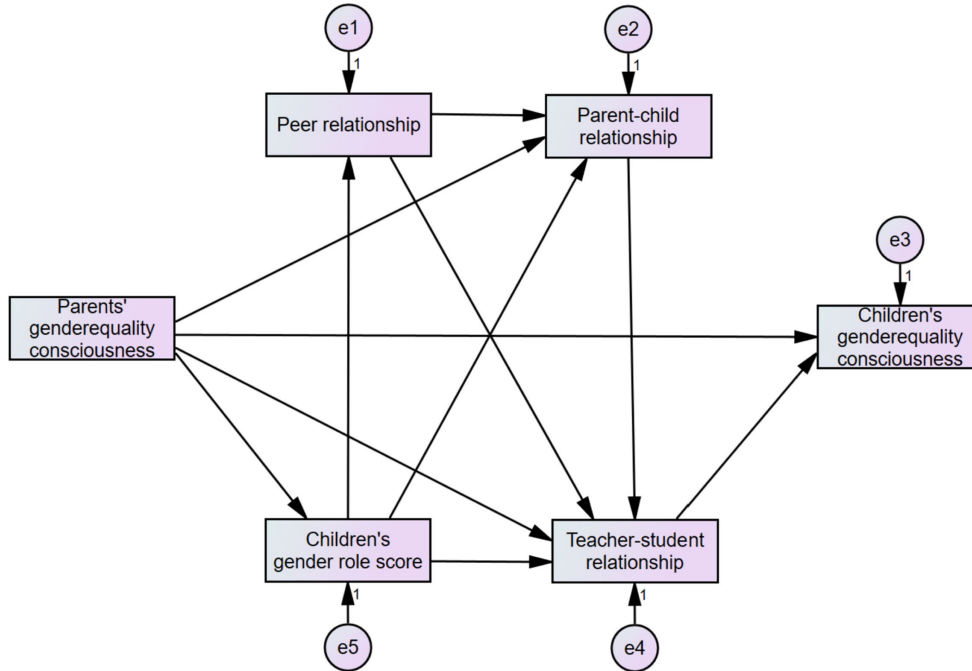 e1
e2
1
1
Peer relationship
Parent-child
relationship
e3
1
Parents'
genderequality
consciousness
Children's
genderequality
consciousness
Children's
gender role score
Teacher-student
relationship
1
1
e5
e4